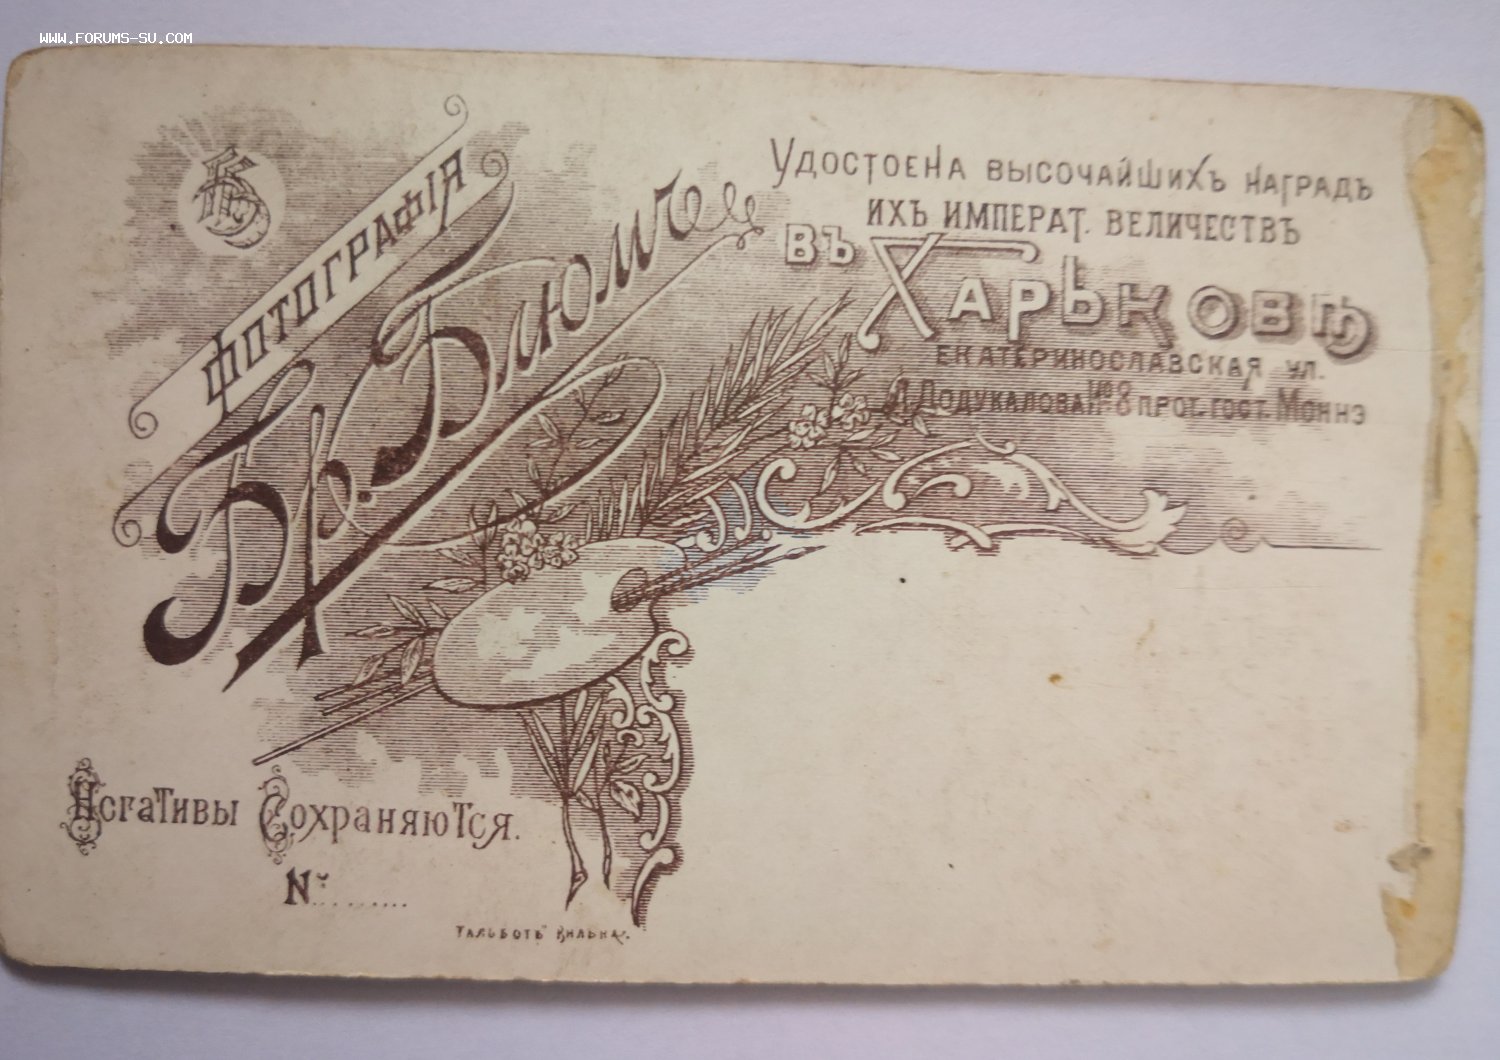 WWW.FORUMS-SU.COM
ФОТОГРАФІЯ
Бр. Блюмъ
УДОСТОЕНА ВЫСОЧАЙШИХЪ НАГРАДЪ
ИХЪ ИМПЕРАТ. ВЕЛИЧЕСТВЪ
ВЪ ХАРЬКОВѢ
ЕКАТЕРИНОСЛАВСКАЯ УЛ.
Д. Подукалова № 8 ПРОТ. ГОСТ. МОННЭ
Негативы Сохраняются.
№.........
ТАЛЬБОТЪ ВИЛЬНА.